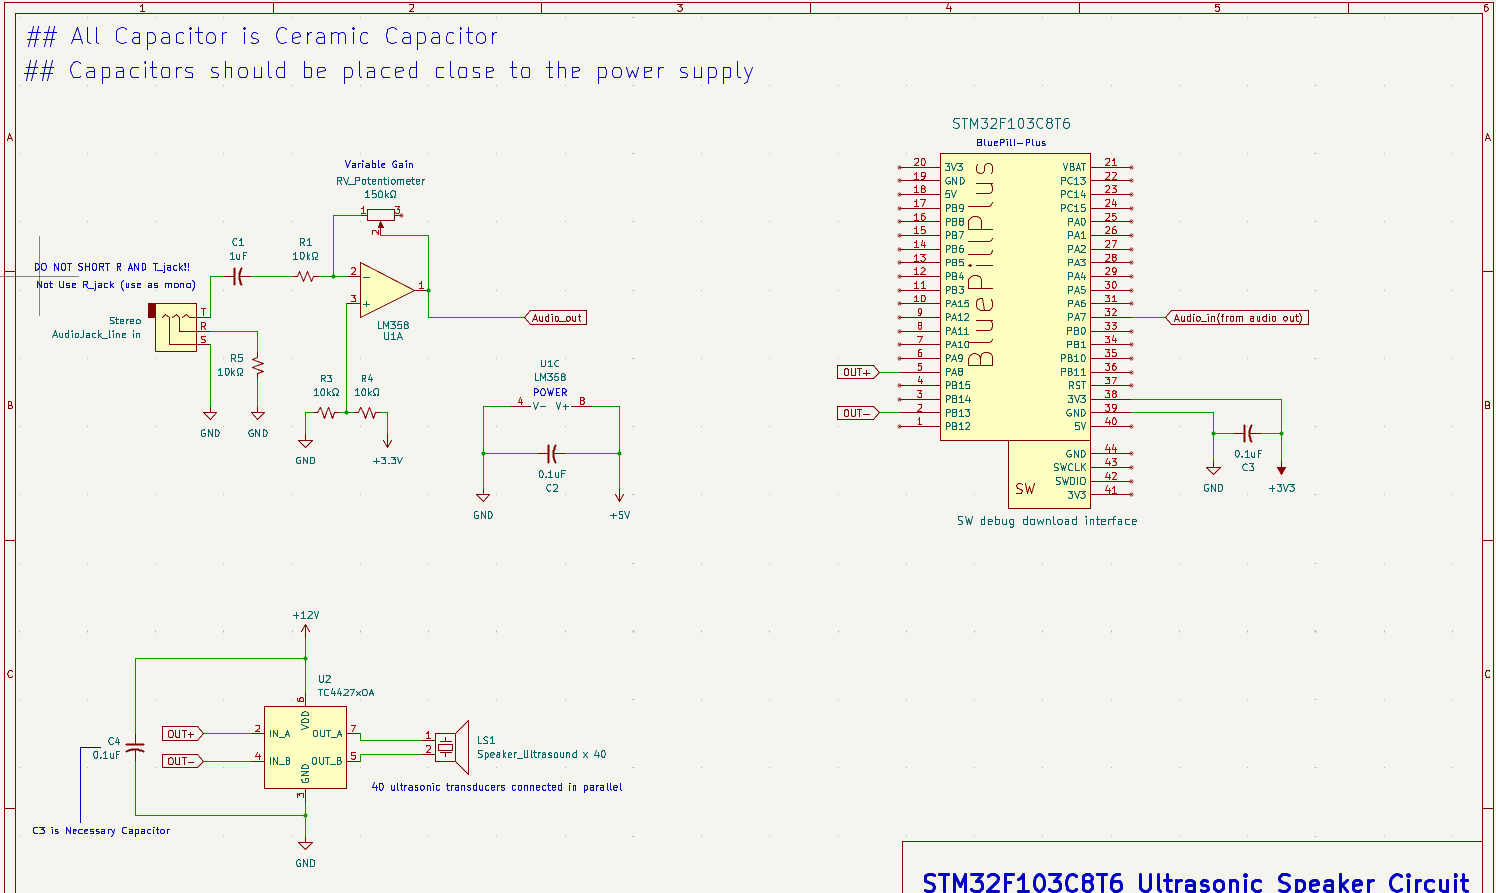 1 2 3 4 5 6
## All Capacitor is Ceramic Capacitor
## Capacitors should be placed close to the power supply
A
A
Variable Gain
RV_Potentiometer
150kΩ
1 3
2
C1
1uF
R1
10kΩ
DO NOT SHORT R AND T_jack!!
Not Use R_jack (use as mono)
Stereo
AudioJack_line in
T
R
S
R5
10kΩ
GND
GND
2
-
3
+
1
LM358
U1A
Audio_out
R3
10kΩ
R4
10kΩ
GND
+3.3V
U1C
LM358
POWER
4 V- V+ 8
0.1uF
C2
GND
+5V
STM32F103C8T6
BluePill-Plus
BluePillPlus
20 3V3 VBAT 21
19 GND PC13 22
18 5V PC14 23
17 PB9 PC15 24
16 PB8 PA0 25
15 PB7 PA1 26
14 PB6 PA2 27
13 PB5 PA3 28
12 PB4 PA4 29
11 PB3 PA5 30
10 PA15 PA6 31
9 PA12 PA7 32
8 PA11 PB0 33
7 PA10 PB1 34
6 PA9 PB10 35
5 PA8 PB11 36
4 PB15 RST 37
3 PB14 3V3 38
2 PB13 GND 39
1 PB12 5V 40
GND 44
SWCLK 43
SWDIO 42
3V3 41
SW
SW debug download interface
Audio_in(from audio out)
OUT+
OUT-
0.1uF
C3
GND
+3V3
B
B
C
C
+12V
U2
TC4427xOA
6
VDD
OUT+
2 IN_A
OUT_A 7
OUT-
4 IN_B
OUT_B 5
GND
3
C4
0.1uF
1
2
LS1
Speaker_Ultrasound x 40
40 ultrasonic transducers connected in parallel
C3 is Necessary Capacitor
GND
STM32F103C8T6 Ultrasonic Speaker Circuit